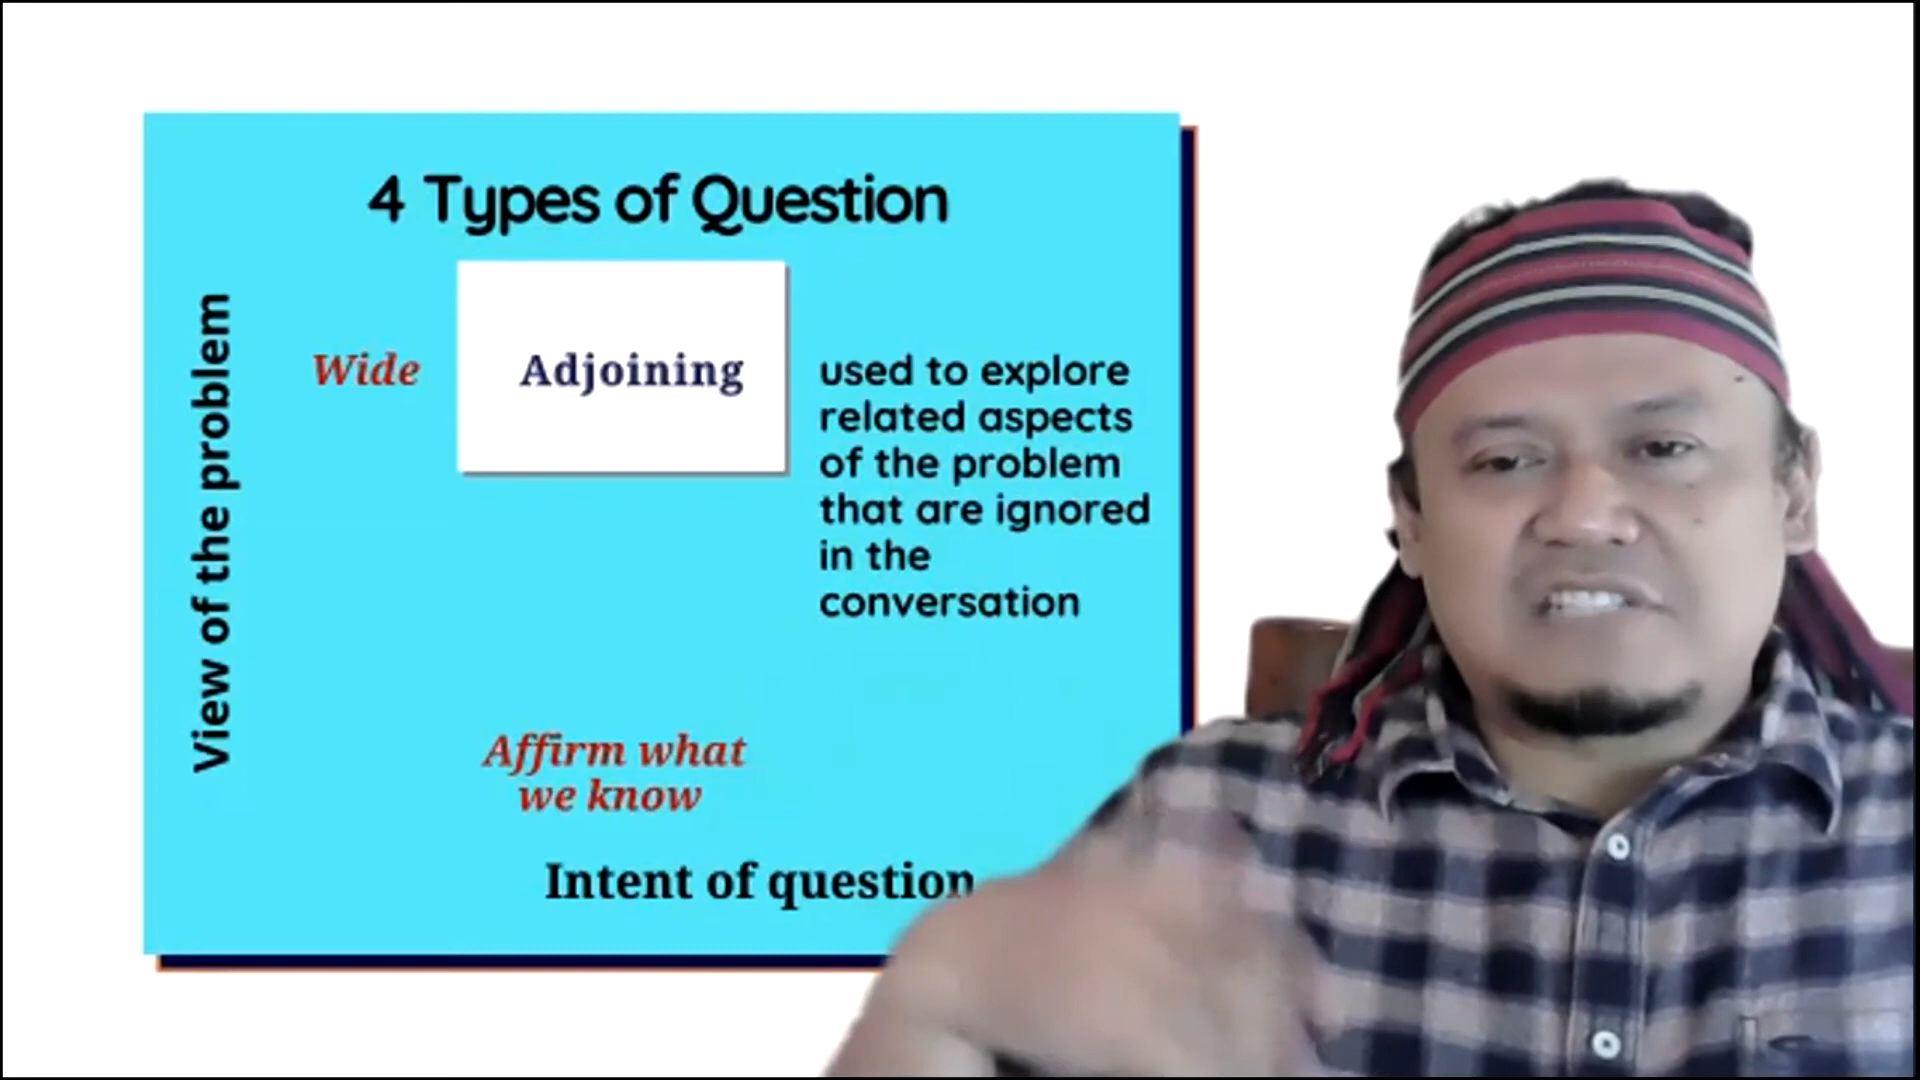 4 Types of Question
View of the problem
Wide
Adjoining
used to explore
related aspects
of the problem
that are ignored
in the
conversation
Affirm what
we know
Intent of question